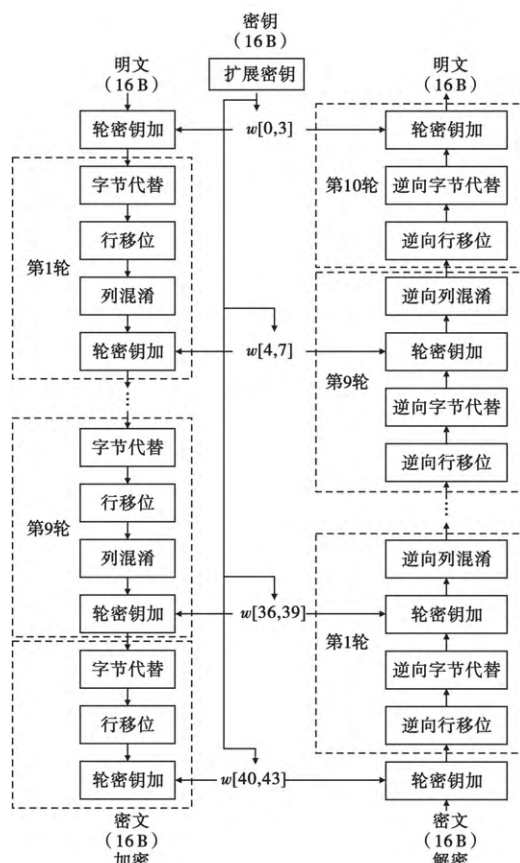 密钥
(16 B)
扩展密钥
明文
(16 B)
轮密钥加
第1轮
字节代替
行移位
列混淆
轮密钥加
⋮
第9轮
字节代替
行移位
列混淆
轮密钥加
字节代替
行移位
轮密钥加
密文
(16 B)
加密
w[0,3]
w[4,7]
w[36,39]
w[40,43]
明文
(16 B)
轮密钥加
第10轮
逆向字节代替
逆向行移位
逆向列混淆
轮密钥加
第9轮
逆向字节代替
逆向行移位
⋮
逆向列混淆
轮密钥加
第1轮
逆向字节代替
逆向行移位
轮密钥加
密文
(16 B)
解密